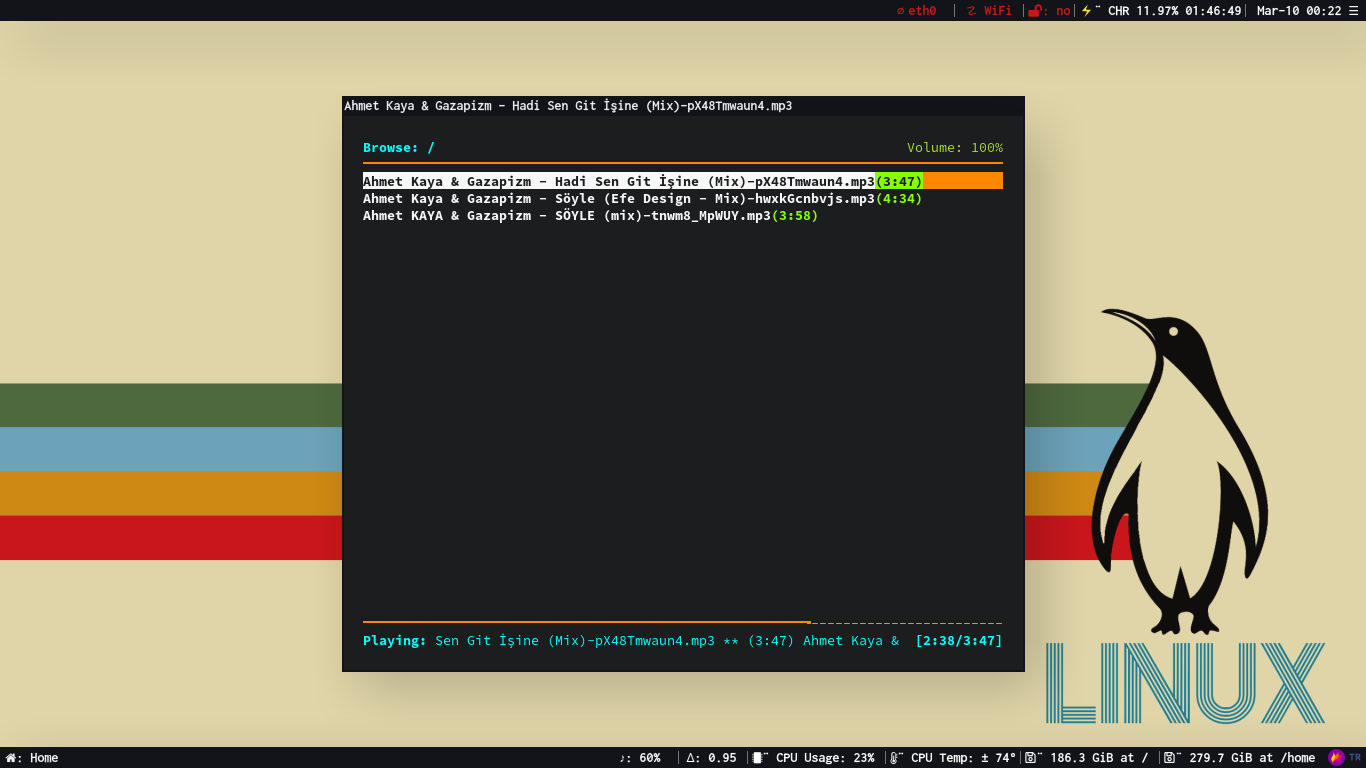 ∅ eth0 | Z WiFi | : no | ⚡¨ CHR 11.97% 01:46:49 | Mar-10 00:22 ☰
Ahmet Kaya & Gazapizm - Hadi Sen Git İşine (Mix)-pX48Tmwaun4.mp3
Browse: / Volume: 100%
Ahmet Kaya & Gazapizm - Hadi Sen Git İşine (Mix)-pX48Tmwaun4.mp3(3:47)
Ahmet Kaya & Gazapizm - Söyle (Efe Design - Mix)-hwxkGcnbvjs.mp3(4:34)
Ahmet KAYA & Gazapizm - SÖYLE (mix)-tnwm8_MpWUY.mp3(3:58)
Playing: Sen Git İşine (Mix)-pX48Tmwaun4.mp3 ** (3:47) Ahmet Kaya & [2:38/3:47]
LINUX
: Home ♪: 60% | Δ: 0.95 | ¨ CPU Usage: 23% | ¨ CPU Temp: ± 74° | ¨ 186.3 GiB at / | ¨ 279.7 GiB at /home TR